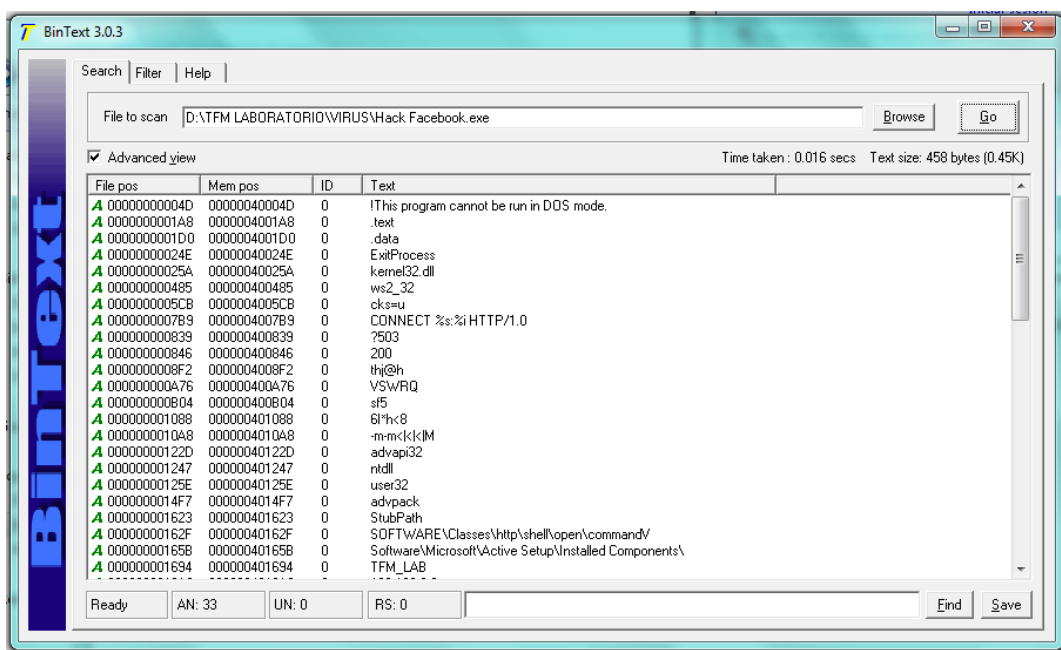 BinText 3.0.3
Search Filter Help
File to scan D:\TFM LABORATORIO\VIRUS\Hack Facebook.exe Browse Go
Advanced view Time taken : 0.016 secs Text size: 458 bytes (0.45K)
File pos Mem pos ID Text
A 00000000004D 00000040004D 0 !This program cannot be run in DOS mode.
A 0000000001A8 0000004001A8 0 .text
A 0000000001D0 0000004001D0 0 .data
A 00000000024E 00000040024E 0 ExitProcess
A 00000000025A 00000040025A 0 kernel32.dll
A 000000000485 000000400485 0 ws2_32
A 0000000005CB 0000004005CB 0 cks=u
A 0000000007B9 0000004007B9 0 CONNECT %s:%i HTTP/1.0
A 000000000839 000000400839 0 ?503
A 000000000846 000000400846 0 200
A 0000000008F2 0000004008F2 0 thj@h
A 000000000A76 000000400A76 0 VSWRQ
A 000000000B04 000000400B04 0 sf5
A 000000001088 000000401088 0 6l*h<8
A 0000000010A8 0000004010A8 0 -m-m<|<|<|M
A 00000000122D 00000040122D 0 advapi32
A 000000001247 000000401247 0 ntdll
A 00000000125E 00000040125E 0 user32
A 0000000014F7 0000004014F7 0 advpack
A 000000001623 000000401623 0 StubPath
A 00000000162F 00000040162F 0 SOFTWARE\Classes\http\shell\open\commandV
A 00000000165B 00000040165B 0 Software\Microsoft\Active Setup\Installed Components\
A 000000001694 000000401694 0 TFM_LAB
Ready AN: 33 UN: 0 RS: 0 Find Save
BinText